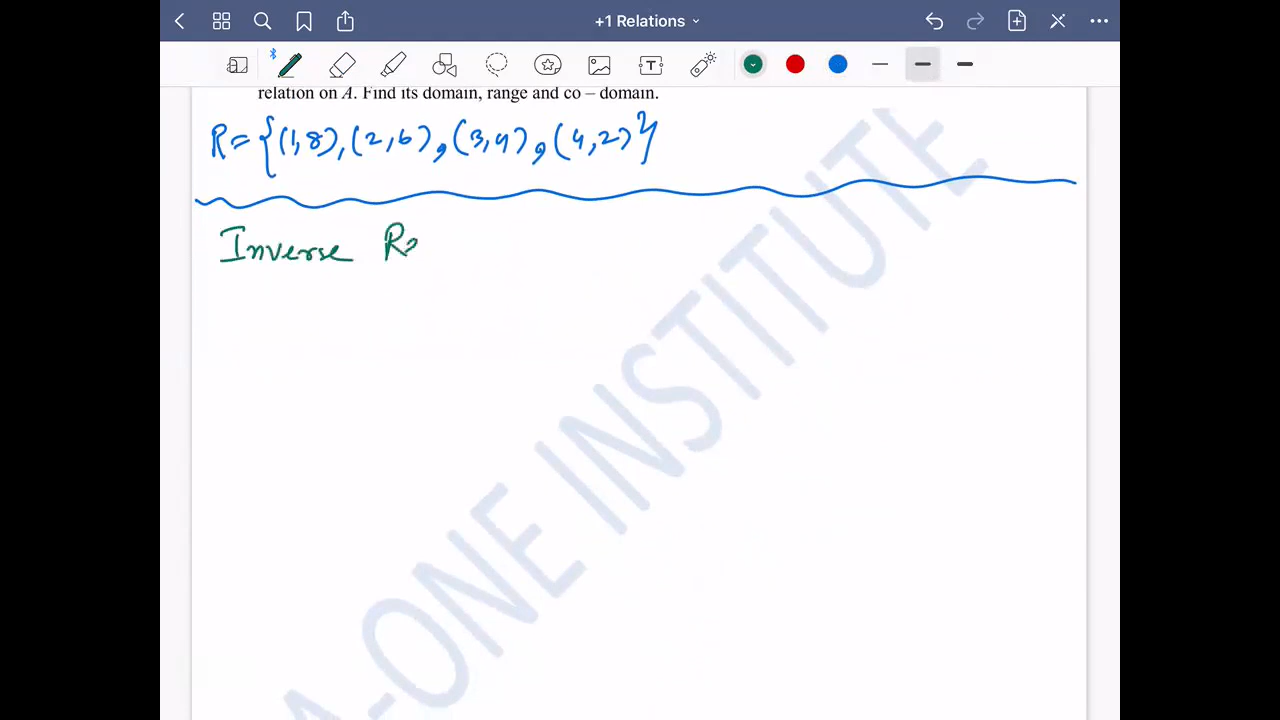 +1 Relations
T
relation on A. Find its domain, range and co – domain.
R = {(1,8), (2,6), (3,4), (4,2)}
Inverse Re
A-ONE INSTITUTE